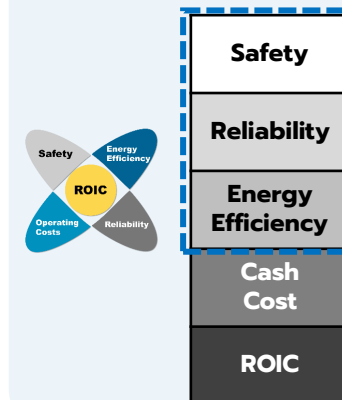 Safety
Energy
Efficiency
ROIC
Operating
Costs
Reliability
Safety
Reliability
Energy
Efficiency
Cash
Cost
ROIC